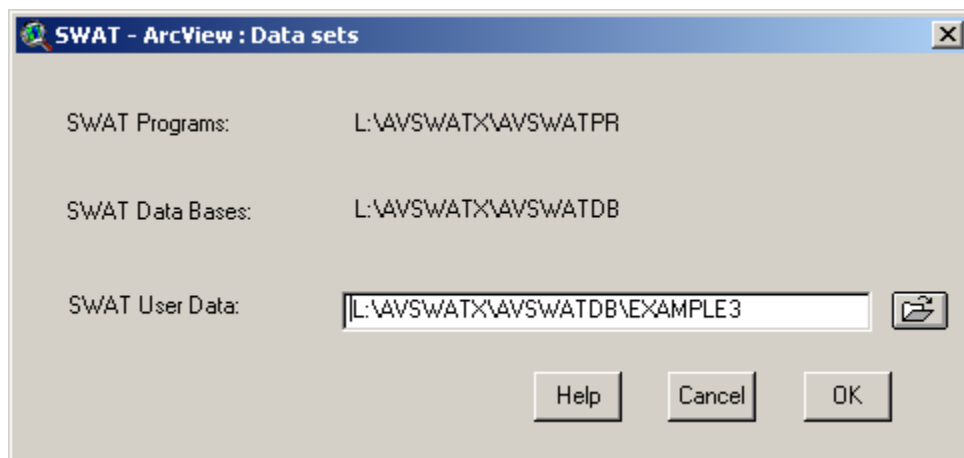 SWAT - ArcView : Data sets
SWAT Programs: L:\AVSWATX\AVSWATPR
SWAT Data Bases: L:\AVSWATX\AVSWATDB
SWAT User Data: L:\AVSWATX\AVSWATDB\EXAMPLE3
Help Cancel OK